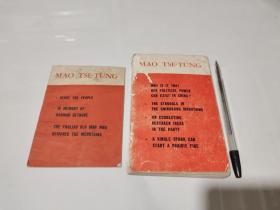 MAO TSE-TUNG
SERVE THE PEOPLE
IN MEMORY OF
NORMAN BETHUNE
THE FOOLISH OLD MAN WHO
REMOVED THE MOUNTAINS
MAO TSE-TUNG
WHY IS IT THAT
RED POLITICAL POWER
CAN EXIST IN CHINA?
THE STRUGGLE IN
THE CHINGKANG MOUNTAINS
ON CORRECTING
MISTAKEN IDEAS
IN THE PARTY
A SINGLE SPARK CAN
START A PRAIRIE FIRE